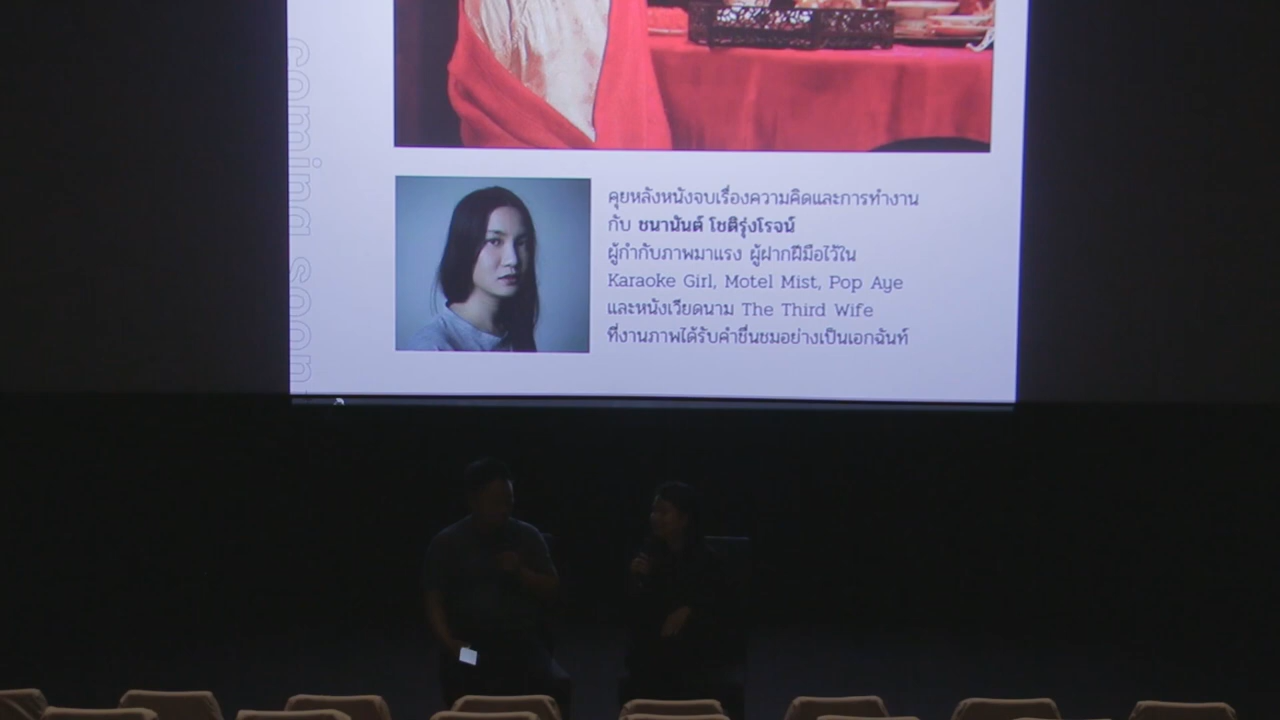 coming soon
คุยหลังหนังจบเรื่องความคิดและการทำงาน
กับ ชนานันต์ โชติรุ่งโรจน์
ผู้กำกับภาพมาแรง ผู้ฝากฝีมือไว้ใน
Karaoke Girl, Motel Mist, Pop Aye
และหนังเวียดนาม The Third Wife
ที่งานภาพได้รับคำชื่นชมอย่างเป็นเอกฉันท์